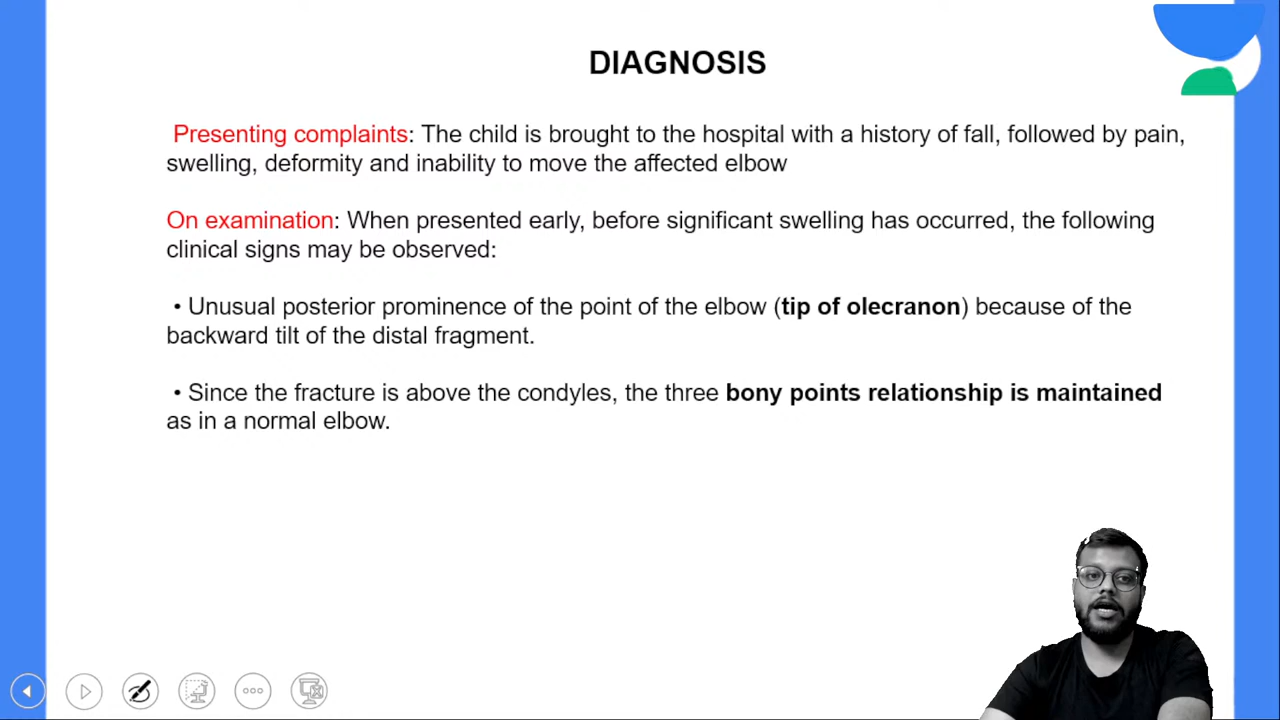 DIAGNOSIS
Presenting complaints: The child is brought to the hospital with a history of fall, followed by pain,
swelling, deformity and inability to move the affected elbow
On examination: When presented early, before significant swelling has occurred, the following
clinical signs may be observed:
• Unusual posterior prominence of the point of the elbow (tip of olecranon) because of the
backward tilt of the distal fragment.
• Since the fracture is above the condyles, the three bony points relationship is maintained
as in a normal elbow.